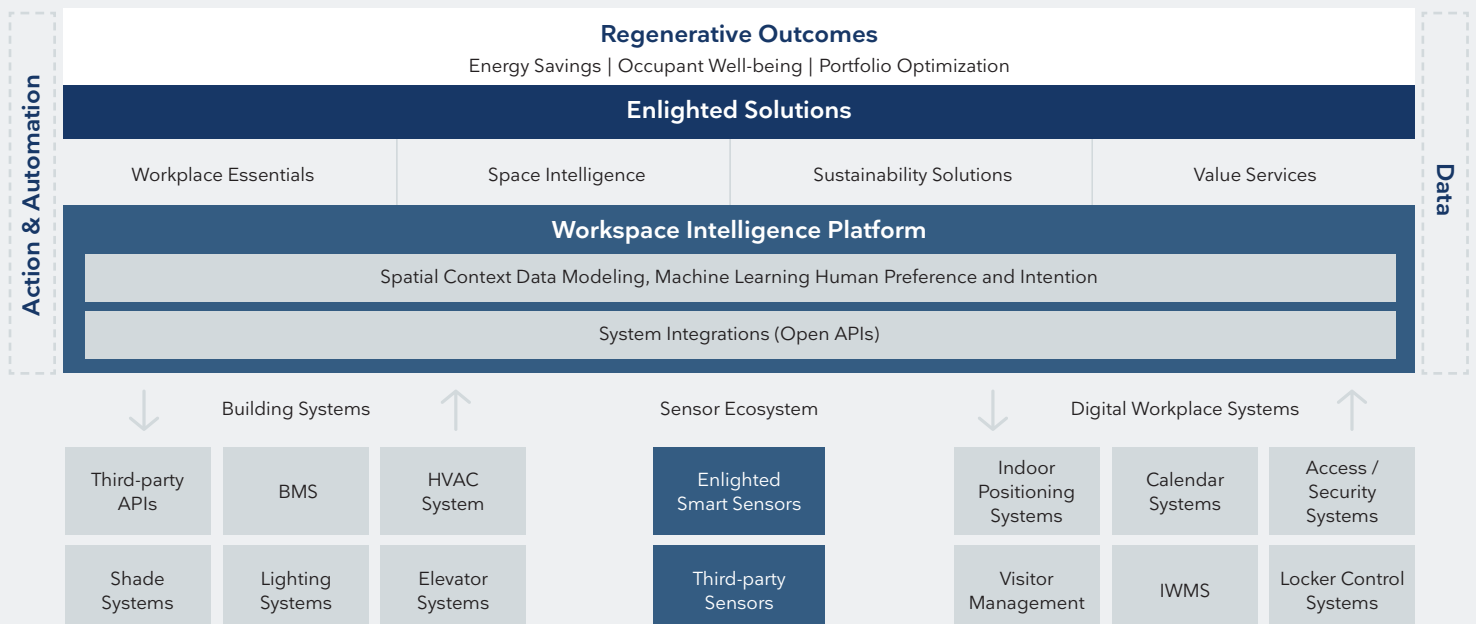 Action & Automation
Regenerative Outcomes
Energy Savings | Occupant Well-being | Portfolio Optimization
Enlighted Solutions
Workplace Essentials
Space Intelligence
Sustainability Solutions
Value Services
Data
Workspace Intelligence Platform
Spatial Context Data Modeling, Machine Learning Human Preference and Intention
System Integrations (Open APIs)
Building Systems
Third-party
APIs
BMS
HVAC
System
Shade
Systems
Lighting
Systems
Elevator
Systems
Sensor Ecosystem
Enlighted
Smart Sensors
Third-party
Sensors
Digital Workplace Systems
Indoor
Positioning
Systems
Calendar
Systems
Access /
Security
Systems
Visitor
Management
IWMS
Locker Control
Systems